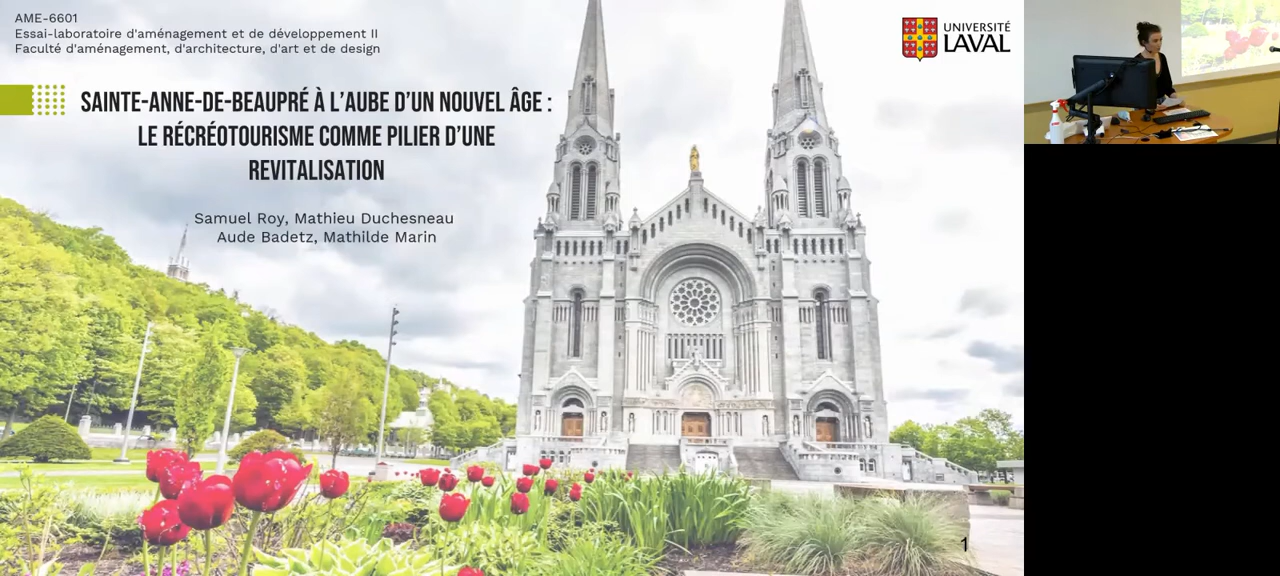 AME-6601
Essai-laboratoire d'aménagement et de développement II
Faculté d'aménagement, d'architecture, d'art et de design
UNIVERSITÉ
LAVAL
SAINTE-ANNE-DE-BEAUPRÉ À L'AUBE D'UN NOUVEL ÂGE :
LE RÉCRÉOTOURISME COMME PILIER D'UNE
REVITALISATION
Samuel Roy, Mathieu Duchesneau
Aude Badetz, Mathilde Marin
1